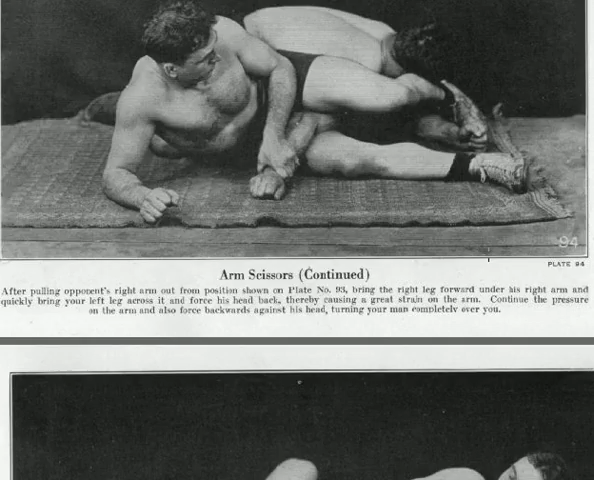 94
PLATE 94
Arm Scissors (Continued)
After pulling opponent's right arm out from position shown on Plate No. 93, bring the right leg forward under his right arm and
quickly bring your left leg across it and force his head back, thereby causing a great strain on the arm. Continue the pressure
on the arm and also force backwards against his head, turning your man completely over you.